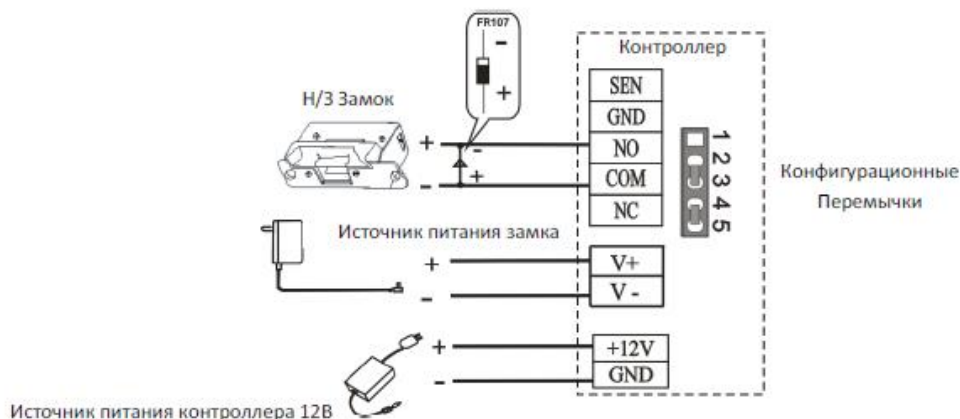 FR107
-
+
Контроллер
Н/З Замок
SEN
GND
+
-
NO
-
+
COM
NC
1 2 3 4 5
Конфигурационные
Перемычки
Источник питания замка
+
V+
-
V -
+
+12V
-
GND
Источник питания контроллера 12В